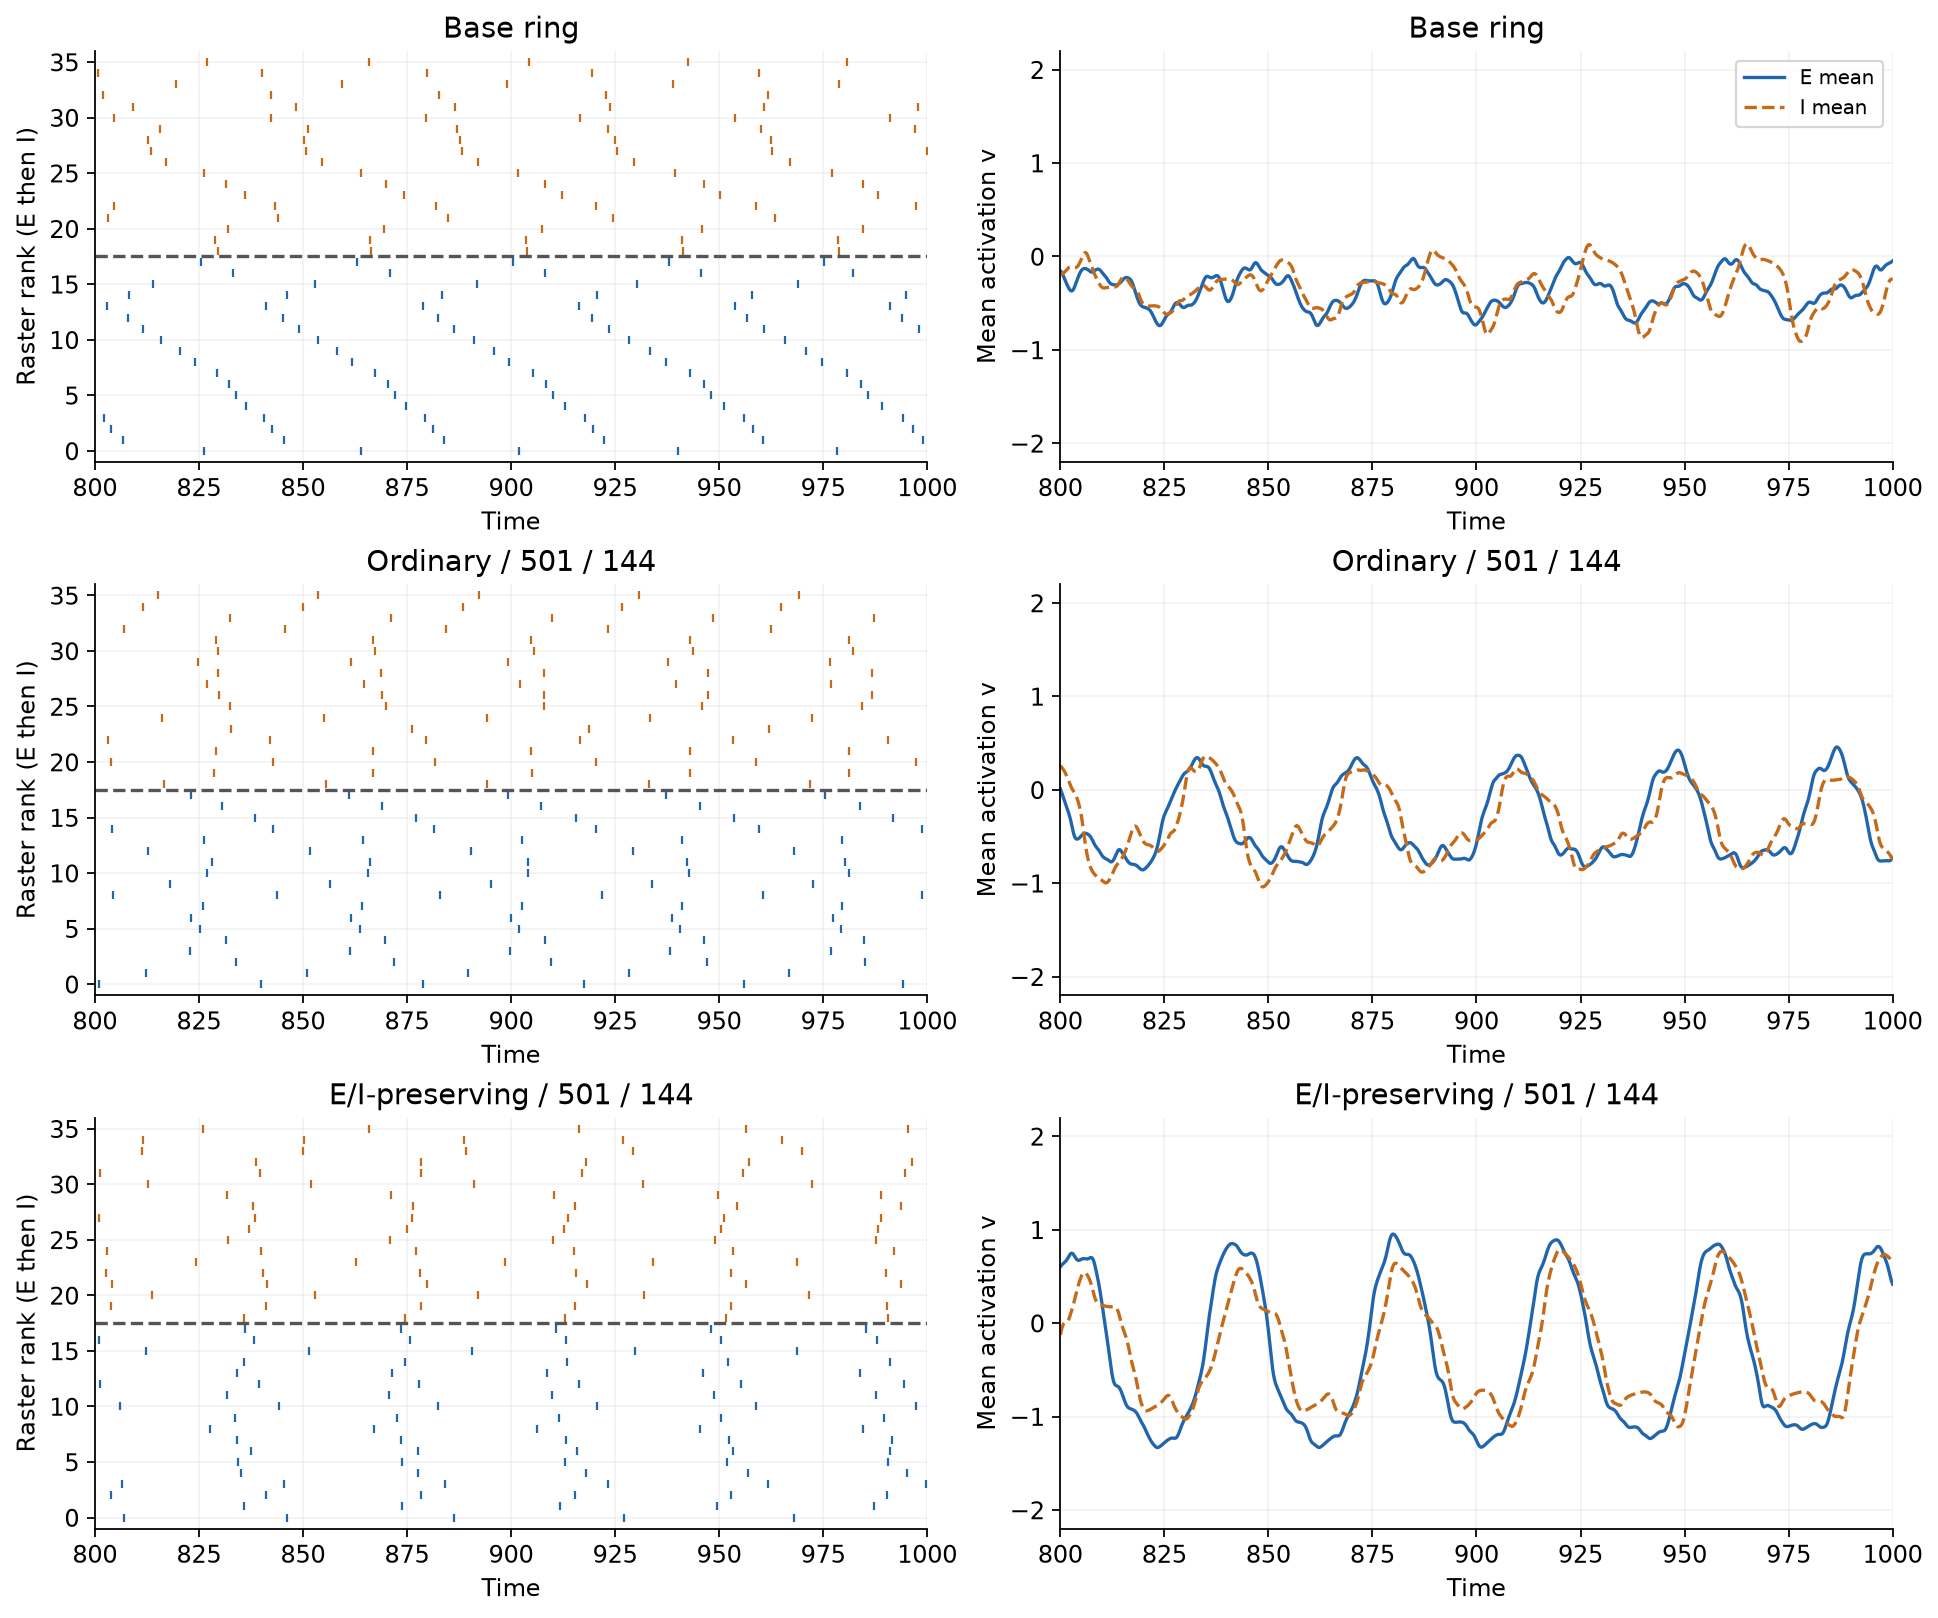 Base ring
Raster rank (E then I)
35
30
25
20
15
10
5
0
800 825 850 875 900 925 950 975 1000
Time
Base ring
E mean
I mean
Mean activation v
2
1
0
−1
−2
800 825 850 875 900 925 950 975 1000
Time
Ordinary / 501 / 144
Raster rank (E then I)
35
30
25
20
15
10
5
0
800 825 850 875 900 925 950 975 1000
Time
Ordinary / 501 / 144
Mean activation v
2
1
0
−1
−2
800 825 850 875 900 925 950 975 1000
Time
E/I-preserving / 501 / 144
Raster rank (E then I)
35
30
25
20
15
10
5
0
800 825 850 875 900 925 950 975 1000
Time
E/I-preserving / 501 / 144
Mean activation v
2
1
0
−1
−2
800 825 850 875 900 925 950 975 1000
Time